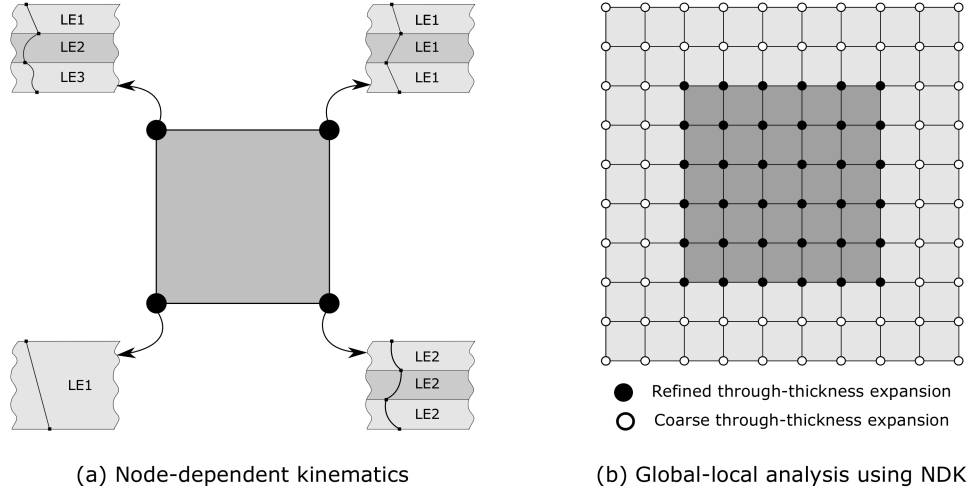 LE1
LE2
LE3
LE1
LE1
LE1
LE1
LE2
LE2
LE2
Refined through-thickness expansion
Coarse through-thickness expansion
(a) Node-dependent kinematics
(b) Global-local analysis using NDK